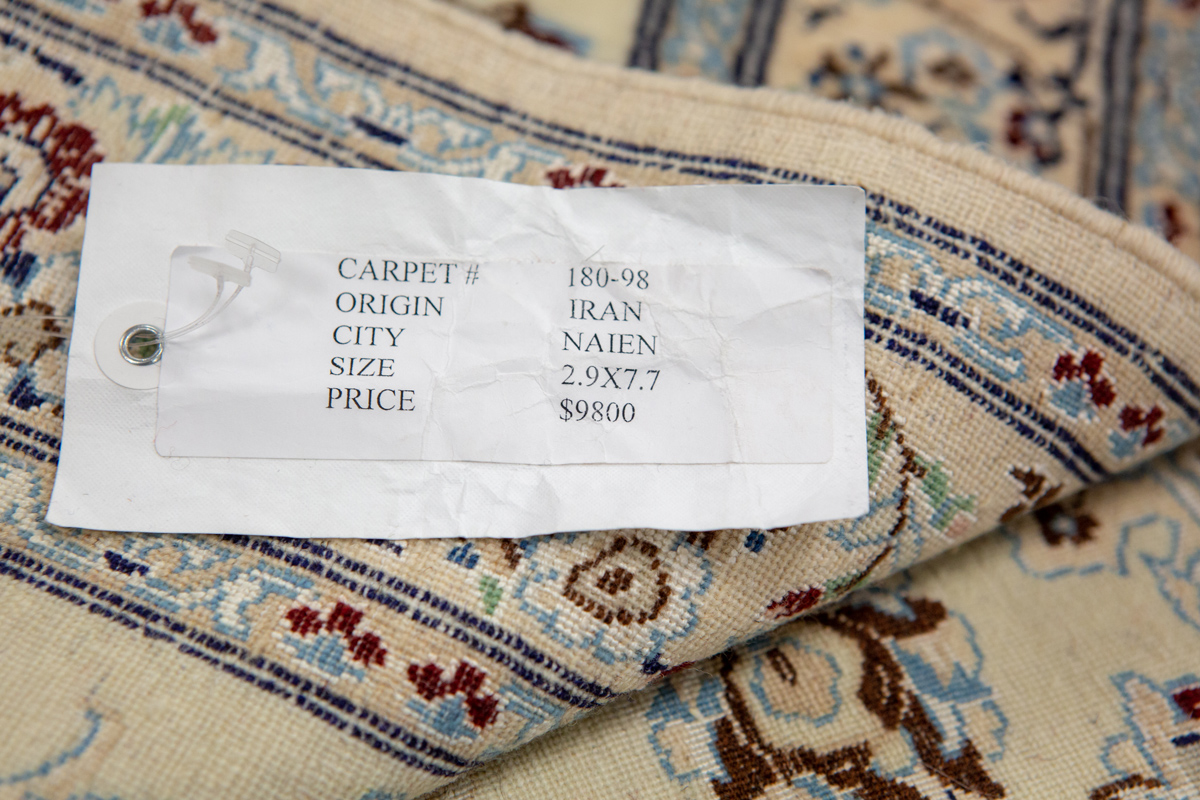 CARPET # 180-98
ORIGIN IRAN
CITY NAIEN
SIZE 2.9X7.7
PRICE $9800